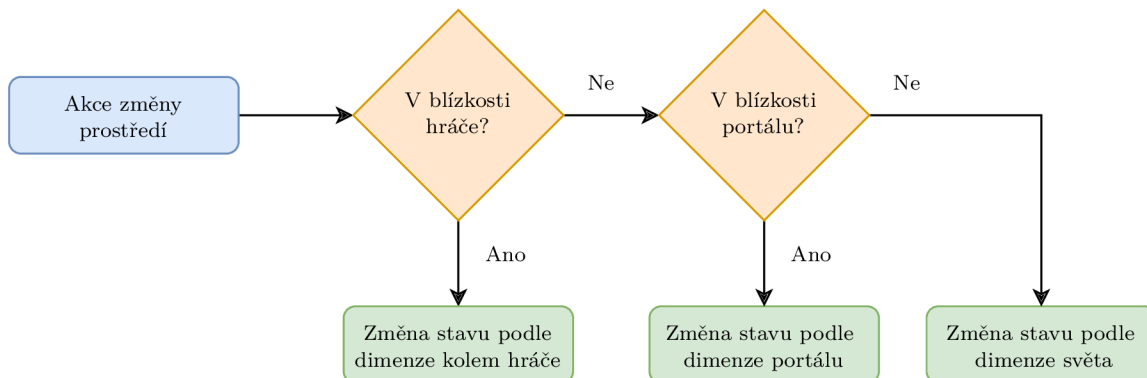 Akce změny
prostředí
V blízkosti
hráče?
Ne
V blízkosti
portálu?
Ne
Ano
Ano
Změna stavu podle
dimenze kolem hráče
Změna stavu podle
dimenze portálu
Změna stavu podle
dimenze světa